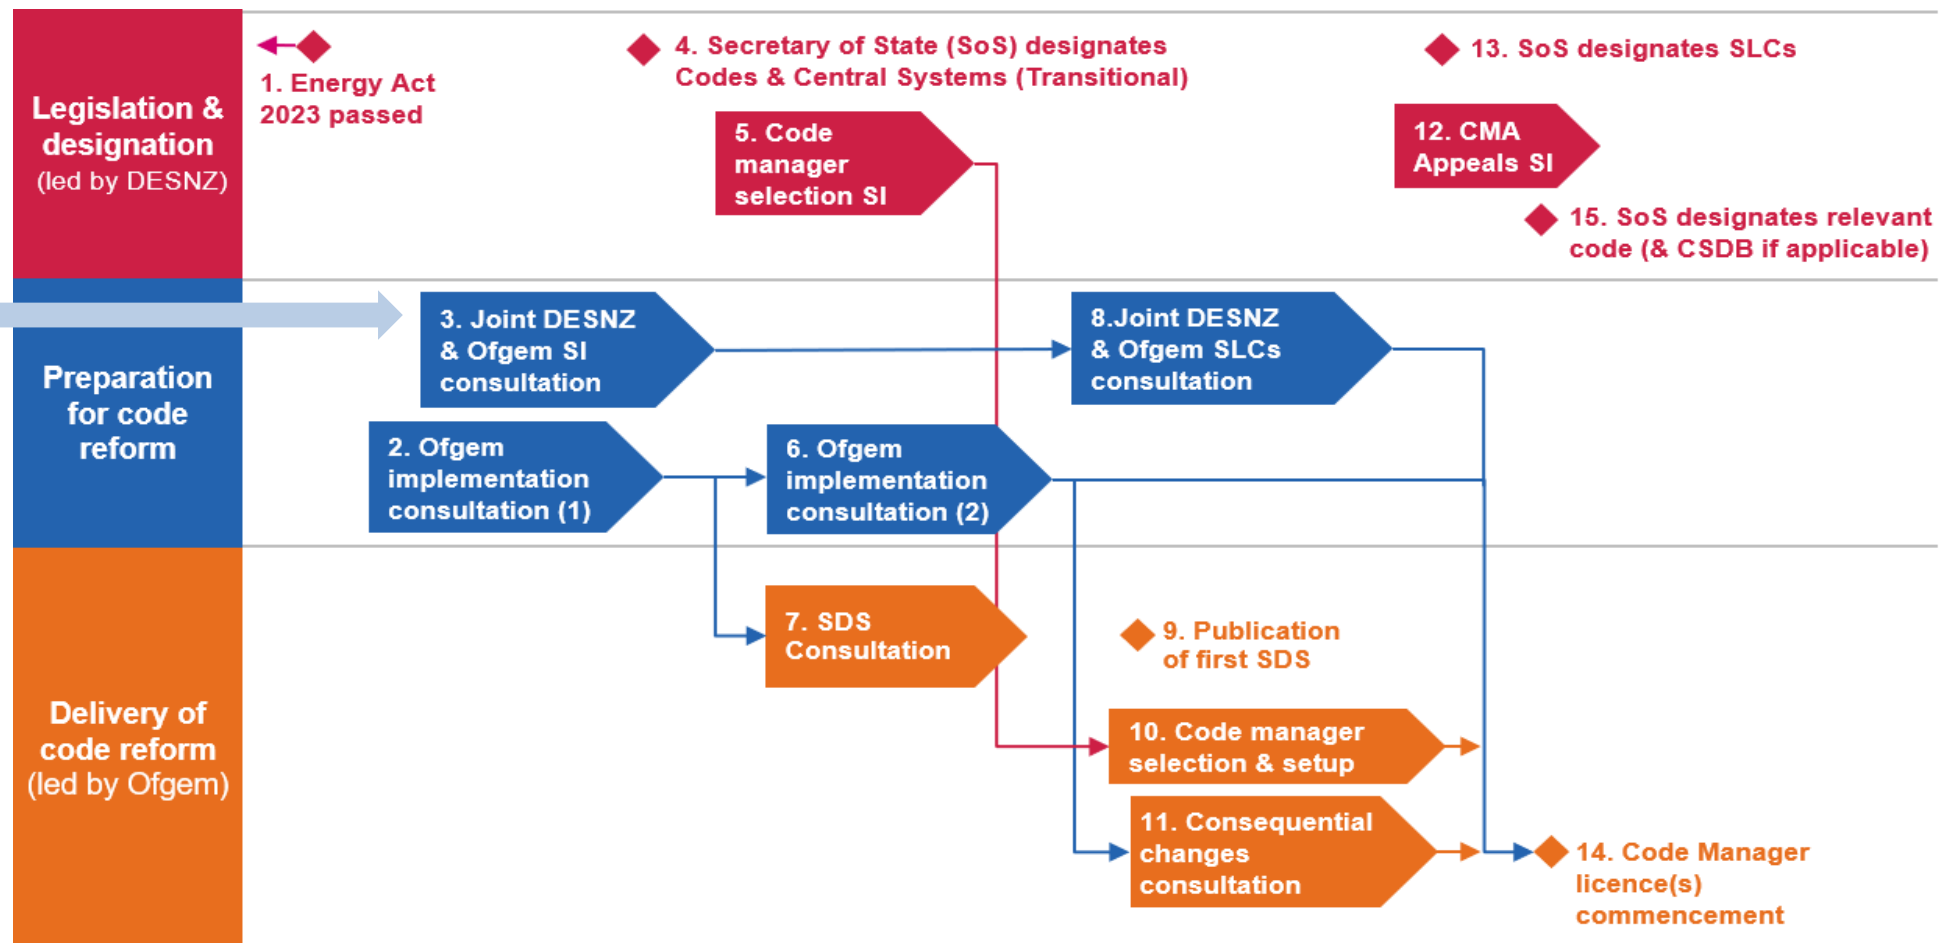 Legislation &
designation
(led by DESNZ)
1. Energy Act
2023 passed
4. Secretary of State (SoS) designates
Codes & Central Systems (Transitional)
5. Code
manager
selection SI
13. SoS designates SLCs
12. CMA
Appeals SI
15. SoS designates relevant
code (& CSDB if applicable)
Preparation
for code
reform
3. Joint DESNZ
& Ofgem SI
consultation
8.Joint DESNZ
& Ofgem SLCs
consultation
2. Ofgem
implementation
consultation (1)
6. Ofgem
implementation
consultation (2)
Delivery of
code reform
(led by Ofgem)
7. SDS
Consultation
9. Publication
of first SDS
10. Code manager
selection & setup
11. Consequential
changes
consultation
14. Code Manager
licence(s)
commencement